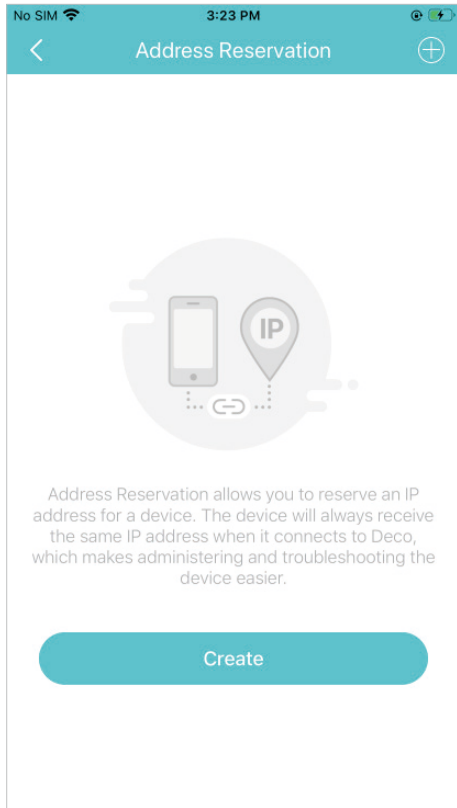 No SIM 3:23 PM
Address Reservation
IP
Address Reservation allows you to reserve an IP
address for a device. The device will always receive
the same IP address when it connects to Deco,
which makes administering and troubleshooting the
device easier.
Create